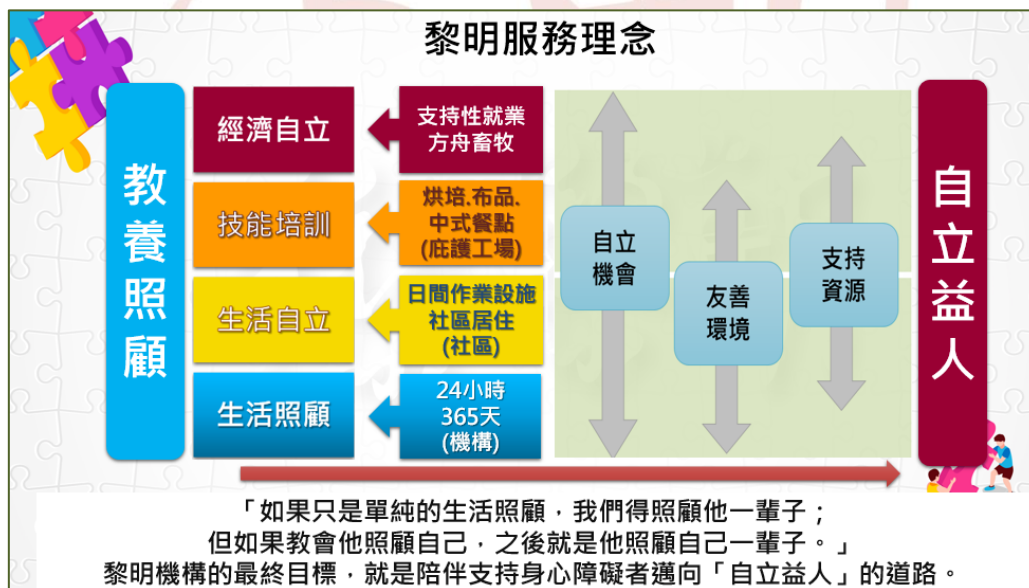 黎明服務理念
教養照顧
經濟自立
支持性就業
方舟畜牧
技能培訓
烘培.布品.
中式餐點
(庇護工場)
生活自立
日間作業設施
社區居住
(社區)
生活照顧
24小時
365天
(機構)
自立
機會
友善
環境
支持
資源
自立益人
「如果只是單純的生活照顧，我們得照顧他一輩子；
但如果教會他照顧自己，之後就是他照顧自己一輩子。」
黎明機構的最終目標，就是陪伴支持身心障礙者邁向「自立益人」的道路。